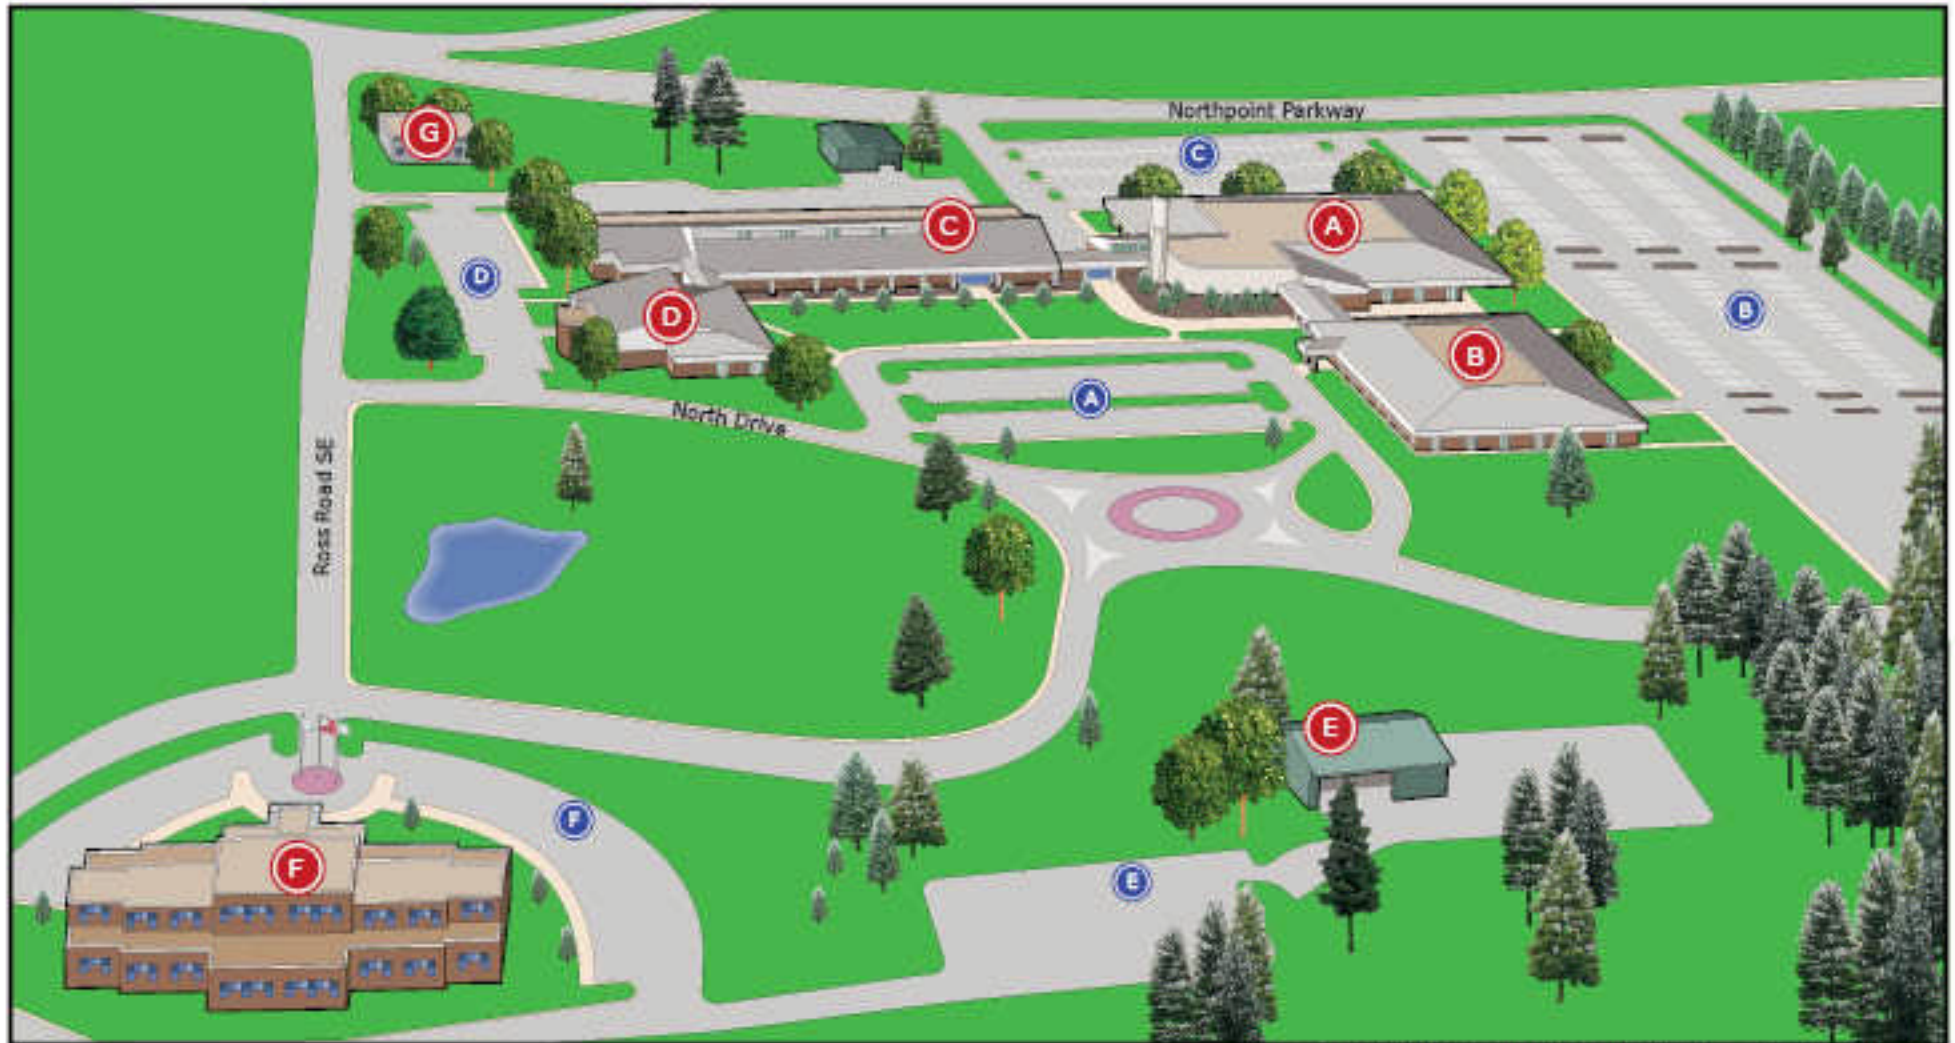 Northpoint Parkway
G
C
C
A
D
D
B
B
A
North Drive
Ross Road SE
E
F
F
E